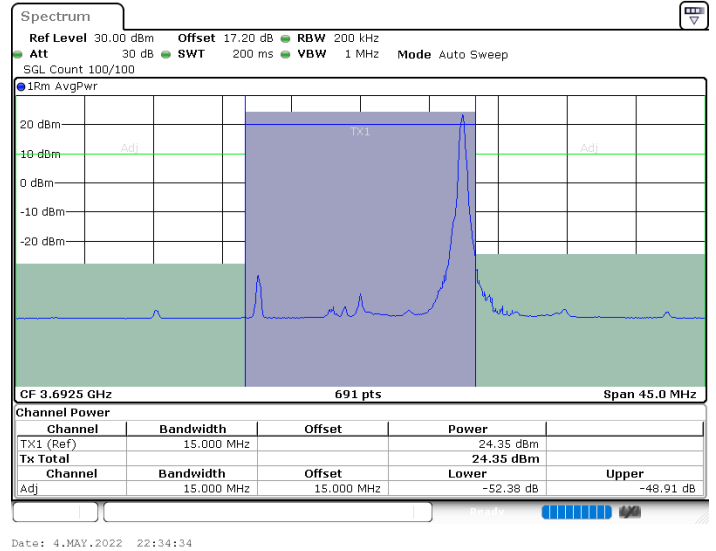 Spectrum
Ref Level 30.00 dBm Offset 17.20 dB RBW 200 kHz
Att 30 dB SWT 200 ms VBW 1 MHz Mode Auto Sweep
SGL Count 100/100
1Rm AvgPwr
20 dBm
TX1
Adj
Adj
10 dBm
0 dBm
-10 dBm
-20 dBm
CF 3.6925 GHz 691 pts Span 45.0 MHz
Channel Power
Channel Bandwidth Offset Power
TX1 (Ref) 15.000 MHz 24.35 dBm
Tx Total 24.35 dBm
Channel Bandwidth Offset Lower Upper
Adj 15.000 MHz 15.000 MHz -52.38 dB -48.91 dB
Ready
Date: 4.MAY.2022 22:34:34